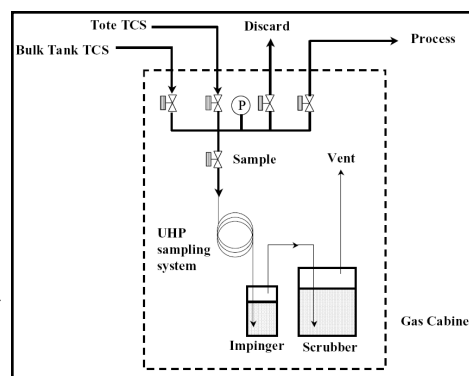 Tote TCS
Discard
Process
Bulk Tank TCS
P
Sample
Vent
UHP
sampling
system
Gas Cabine
Impinger
Scrubber